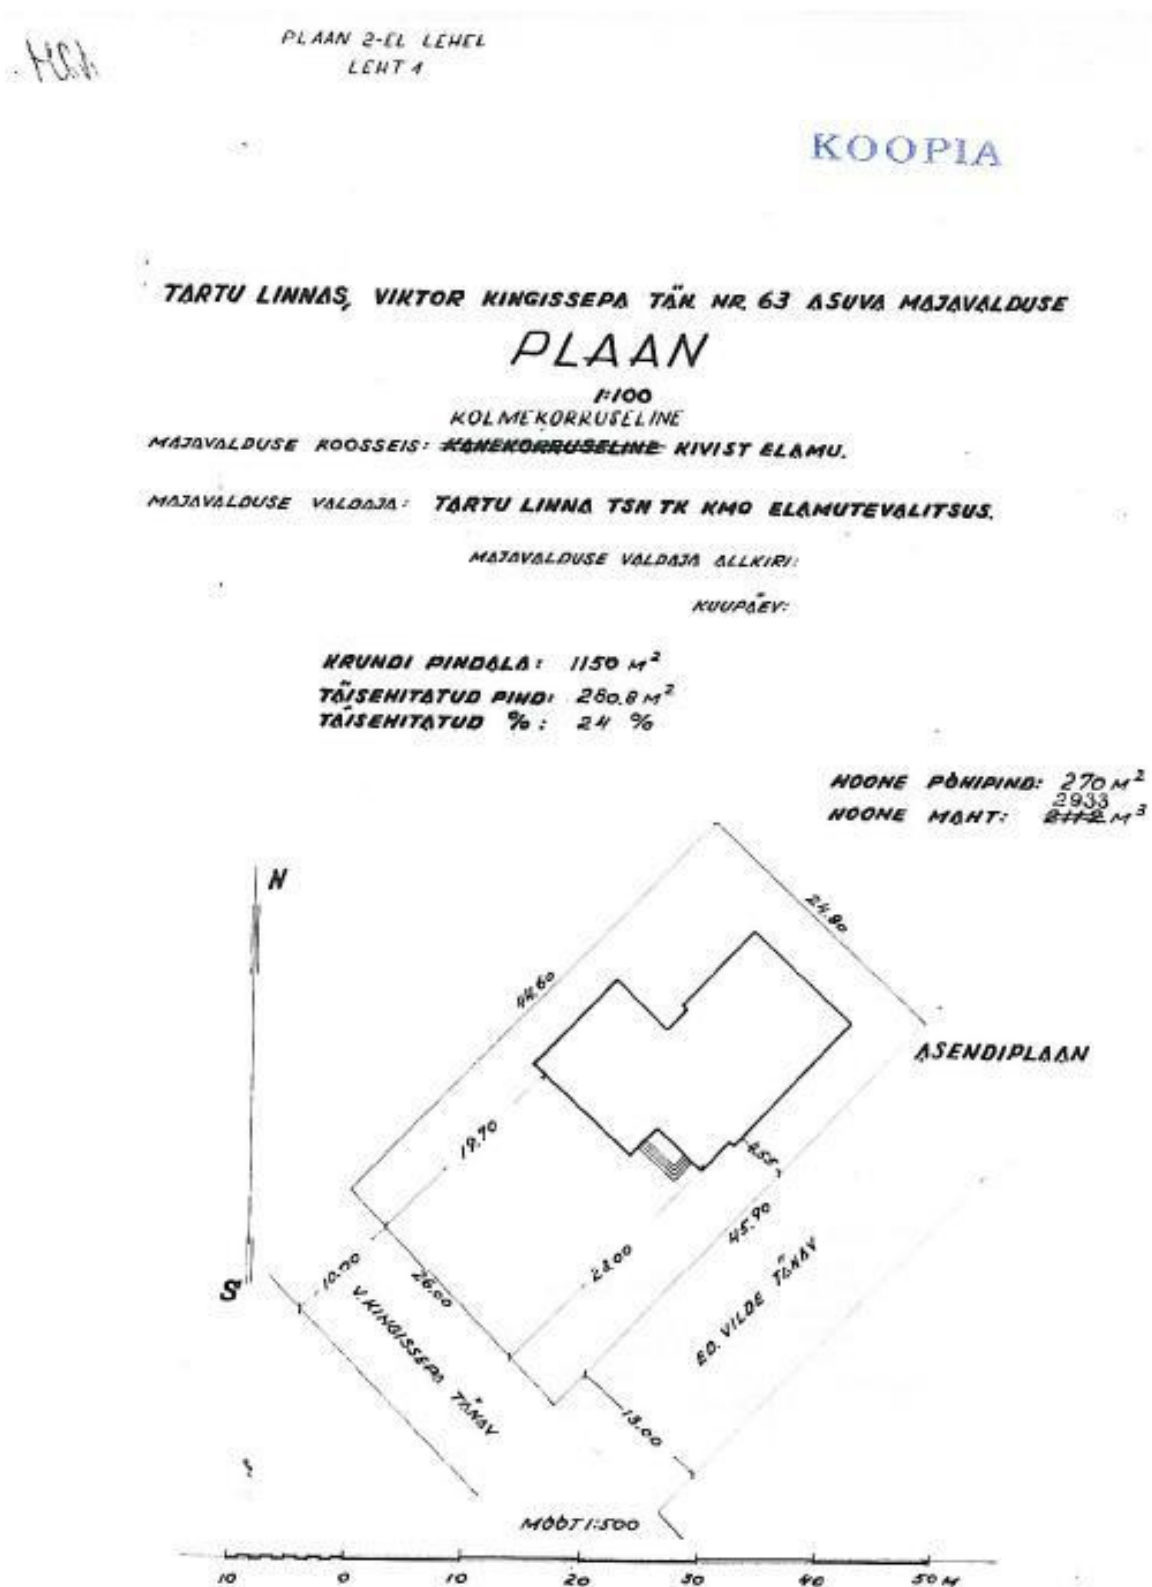 PLAAN 2-EL LEHEL
LEHT 1
KOOPIA
TARTU LINNAS, VIKTOR KINGISSEPA TÄN. NR. 63 ASUVA MAJAVALDUSE
PLAAN
1:100
KOLMEKORRUSELINE
MAJAVALDUSE KOOSSEIS: KAHEKORRUSELINE KIVIST ELAMU.
MAJAVALDUSE VALDAJA: TARTU LINNA TSN TK KMO ELAMUTEVALITSUS.
MAJAVALDUSE VALDAJA ALLKIRI:
KUUPÄEV:
KRUNDI PINDALA: 1150 M²
TÄISEHITATUD PIND: 280.8 M²
TÄISEHITATUD %: 24 %
HOONE PÕHIPIND: 270 M²
2933
HOONE MAHT: 2112 M³
N
24.80
44.60
ASENDIPLAAN
19.70
4.55
45.90
S
10.00
26.00
23.00
V. KINGISSEPA TÄNAV
ED. VILDE TÄNAV
13.00
MÕÕT 1:500
10 0 10 20 30 40 50 M